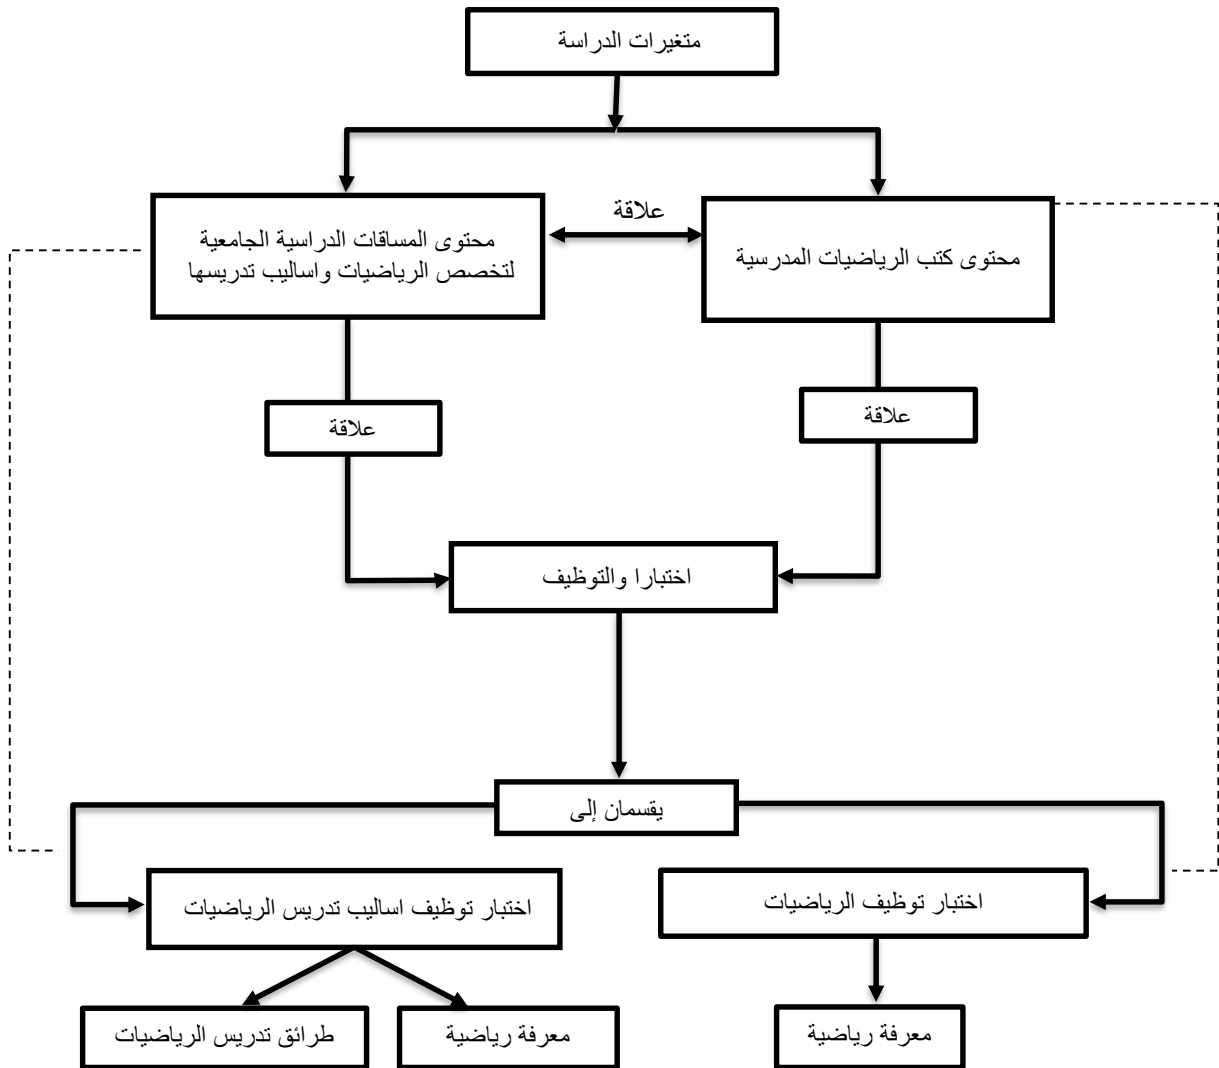 متغيرات الدراسة
علاقة
محتوى كتب الرياضيات المدرسية
محتوى المساقات الدراسية الجامعية
لتخصص الرياضيات واساليب تدريسها
علاقة
علاقة
اختبارا والتوظيف
يقسمان إلى
اختبار توظيف الرياضيات
اختبار توظيف اساليب تدريس الرياضيات
معرفة رياضية
معرفة رياضية
طرائق تدريس الرياضيات